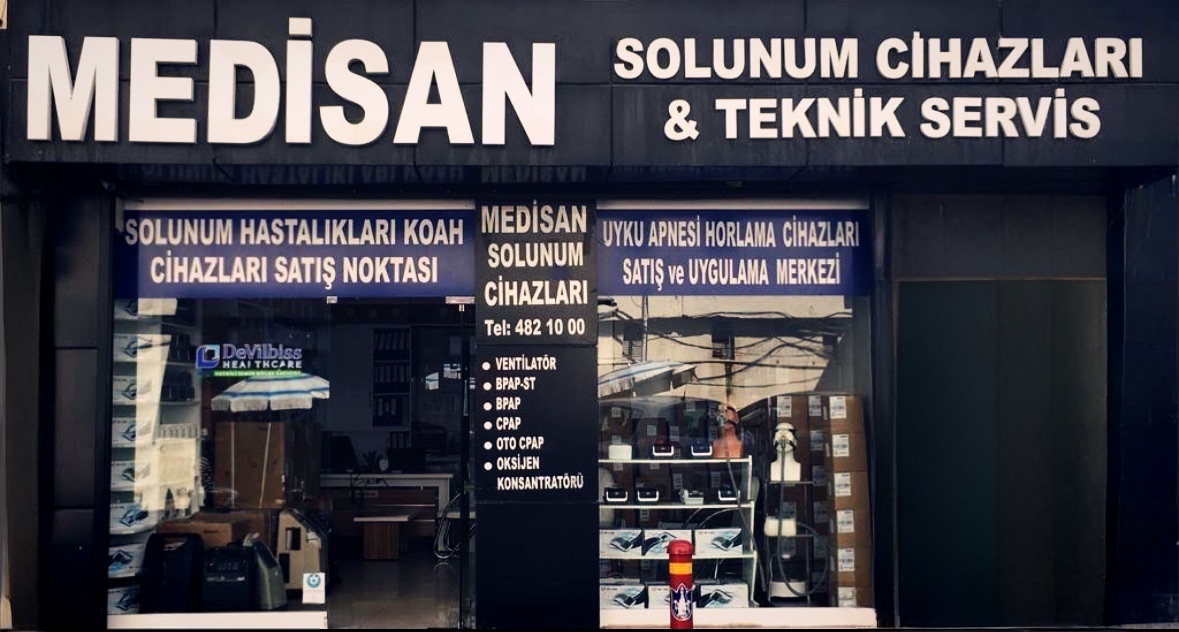 MEDİSAN
SOLUNUM CİHAZLARI
& TEKNİK SERVİS
SOLUNUM HASTALIKLARI KOAH
CİHAZLARI SATIŞ NOKTASI
MEDİSAN
SOLUNUM
CİHAZLARI
Tel: 482 10 00
● VENTİLATÖR
● BPAP-ST
● BPAP
● CPAP
● OTO CPAP
● OKSİJEN
KONSANTRATÖRÜ
UYKU APNESİ HORLAMA CİHAZLARI
SATIŞ ve UYGULAMA MERKEZİ
DeVilbiss
HEALTHCARE